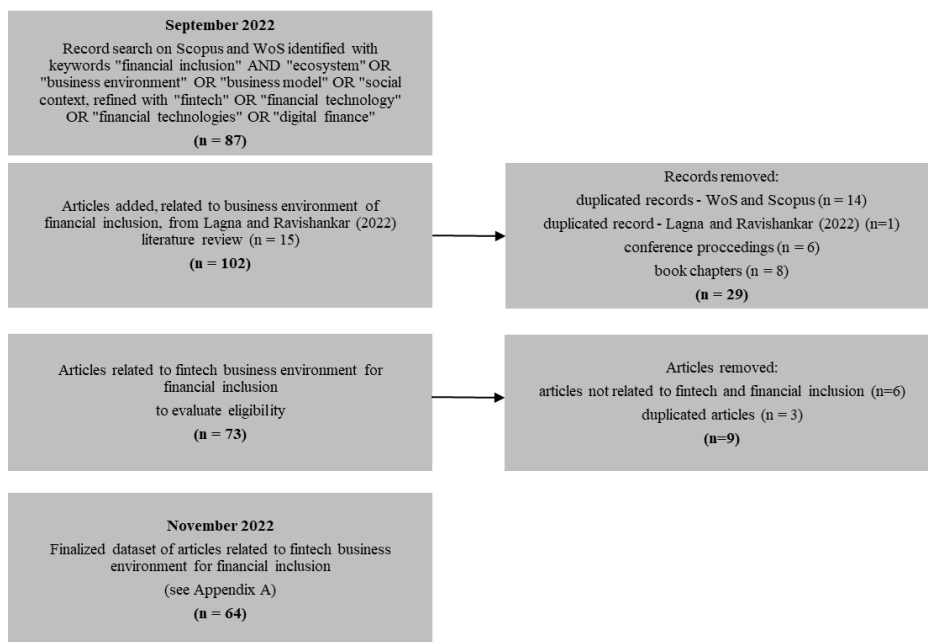 September 2022
Record search on Scopus and WoS identified with
keywords "financial inclusion" AND "ecosystem" OR
"business environment" OR "business model" OR "social
context, refined with "fintech" OR "financial technology"
OR "financial technologies" OR "digital finance"
(n = 87)
Articles added, related to business environment of
financial inclusion, from Lagna and Ravishankar (2022)
literature review (n = 15)
(n = 102)
Records removed:
duplicated records - WoS and Scopus (n = 14)
duplicated record - Lagna and Ravishankar (2022) (n=1)
conference proccedings (n = 6)
book chapters (n = 8)
(n = 29)
Articles related to fintech business environment for
financial inclusion
to evaluate eligibility
(n = 73)
Articles removed:
articles not related to fintech and financial inclusion (n=6)
duplicated articles (n = 3)
(n=9)
November 2022
Finalized dataset of articles related to fintech business
environment for financial inclusion
(see Appendix A)
(n = 64)